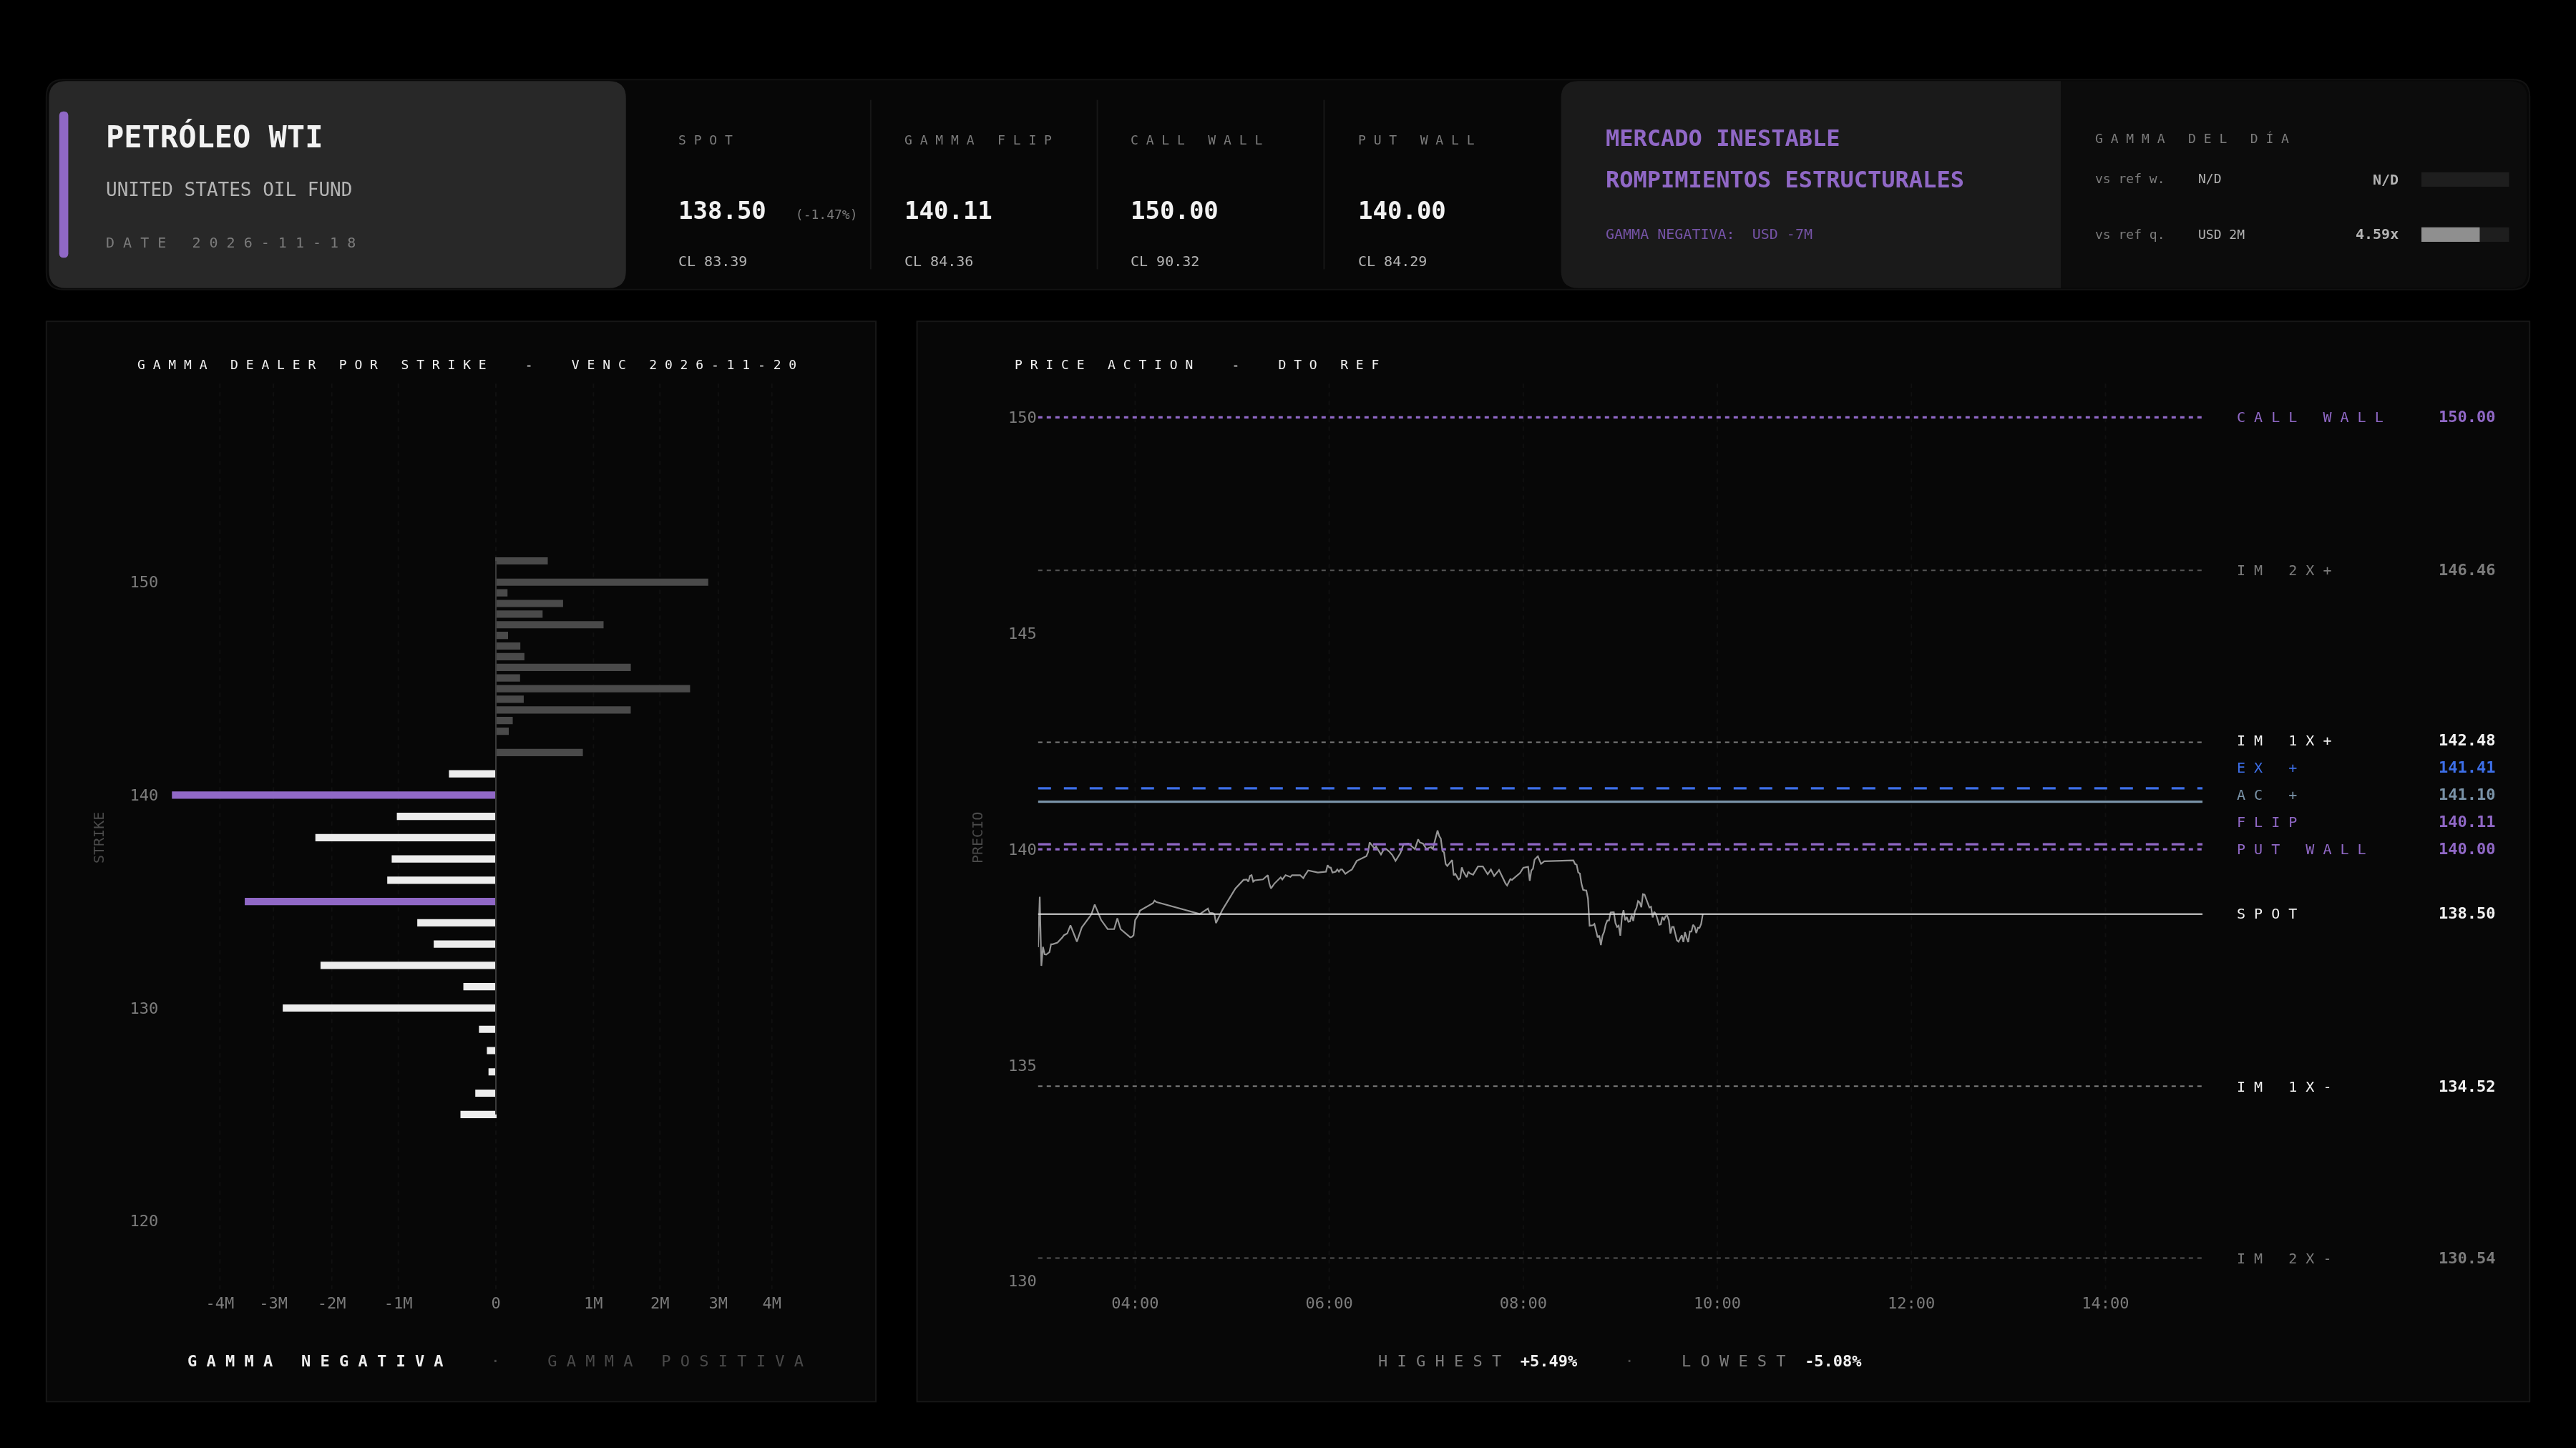 PETRÓLEO WTI
UNITED STATES OIL FUND
DATE 2026-11-18
SPOT
138.50 (-1.47%)
CL 83.39
GAMMA FLIP
140.11
CL 84.36
CALL WALL
150.00
CL 90.32
PUT WALL
140.00
CL 84.29
MERCADO INESTABLE
ROMPIMIENTOS ESTRUCTURALES
GAMMA NEGATIVA: USD -7M
GAMMA DEL DÍA
vs ref w. N/D N/D
vs ref q. USD 2M 4.59x
GAMMA DEALER POR STRIKE - VENC 2026-11-20
STRIKE
150
140
130
120
-4M -3M -2M -1M 0 1M 2M 3M 4M
GAMMA NEGATIVA · GAMMA POSITIVA
PRICE ACTION - DTO REF
PRECIO
150
145
140
135
130
04:00 06:00 08:00 10:00 12:00 14:00
CALL WALL 150.00
IM 2X+ 146.46
IM 1X+ 142.48
EX + 141.41
AC + 141.10
FLIP 140.11
PUT WALL 140.00
SPOT 138.50
IM 1X- 134.52
IM 2X- 130.54
HIGHEST +5.49% · LOWEST -5.08%